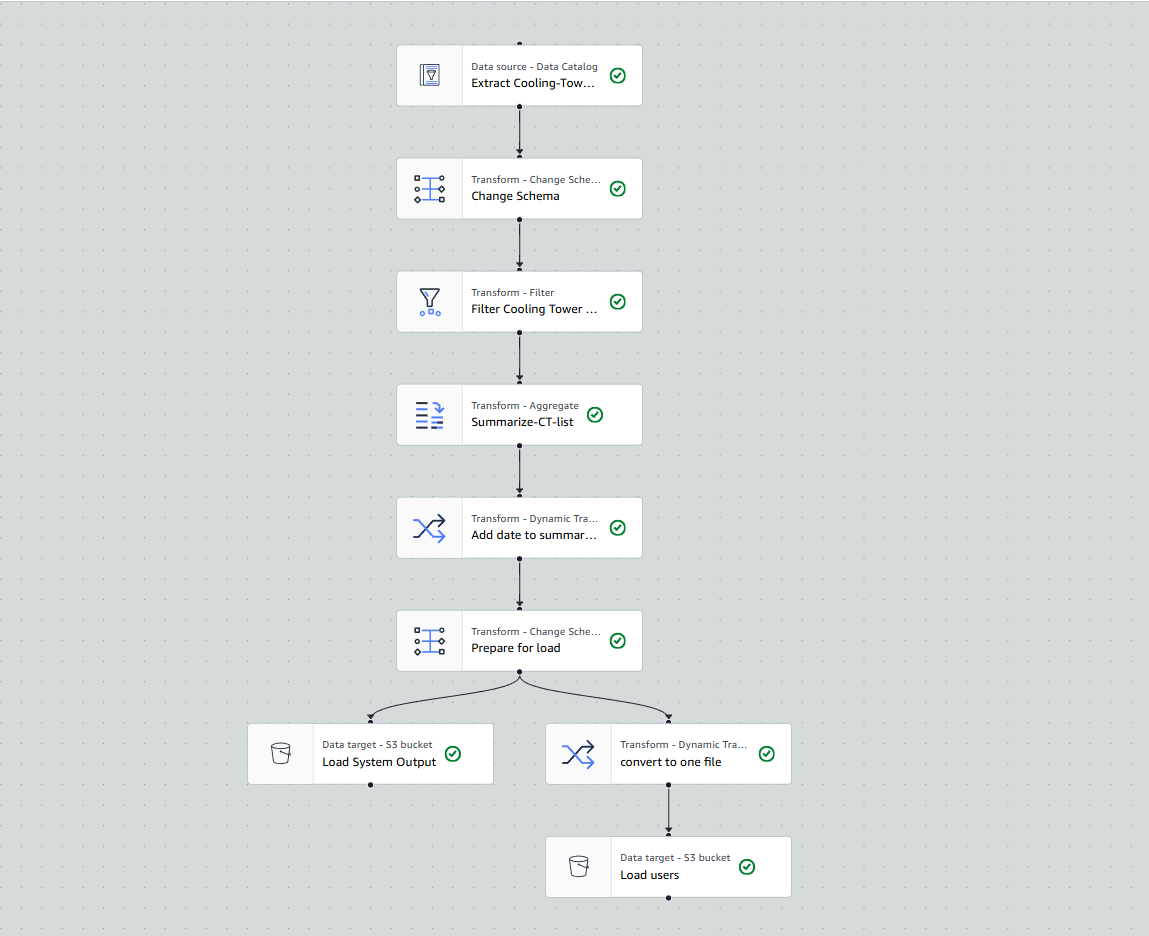 Data source - Data Catalog
Extract Cooling-Tow...
Transform - Change Sche...
Change Schema
Transform - Filter
Filter Cooling Tower ...
Transform - Aggregate
Summarize-CT-list
Transform - Dynamic Tra...
Add date to summar...
Transform - Change Sche...
Prepare for load
Data target - S3 bucket
Load System Output
Transform - Dynamic Tra...
convert to one file
Data target - S3 bucket
Load users